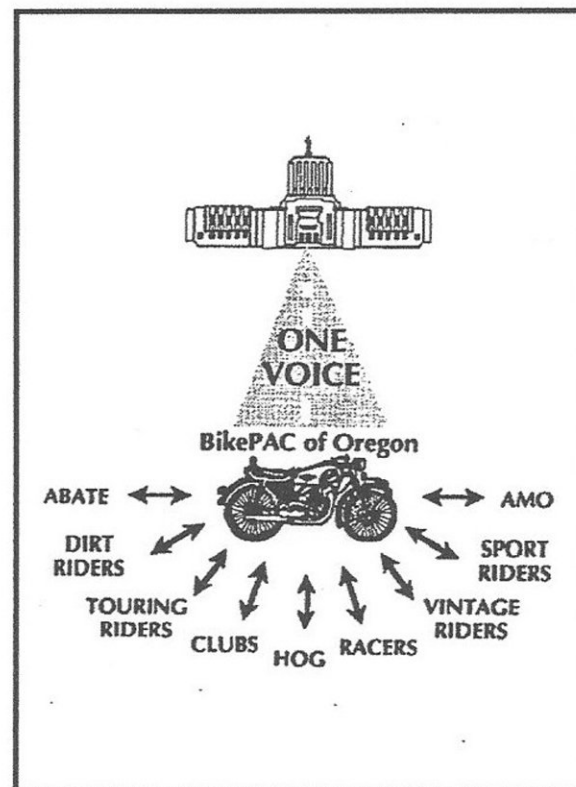 ONE
VOICE
BikePAC of Oregon
ABATE
AMO
DIRT
RIDERS
SPORT
RIDERS
TOURING
RIDERS
VINTAGE
RIDERS
CLUBS
HOG
RACERS